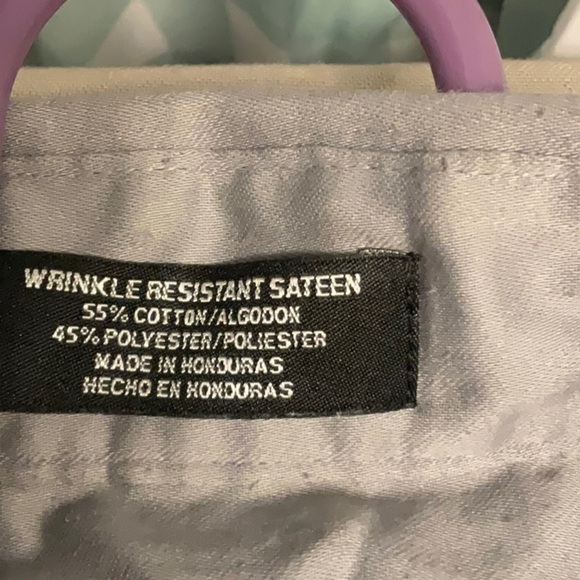 WRINKLE RESISTANT SATEEN
55% COTTON/ALGODON
45% POLYESTER/POLIESTER
MADE IN HONDURAS
HECHO EN HONDURAS